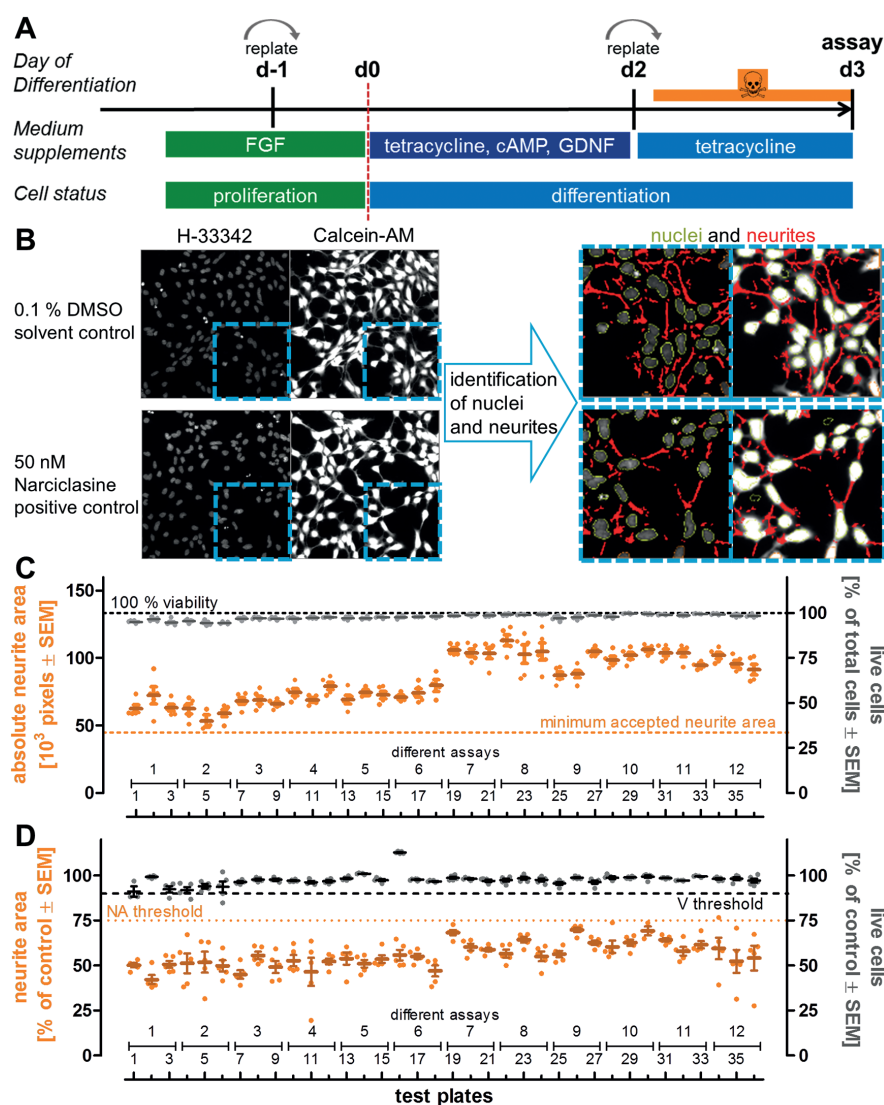 A
replate
replate
assay
Day of
Differentiation
d-1
d0
d2
d3
Medium
supplements
FGF
tetracycline, cAMP, GDNF
tetracycline
Cell status
proliferation
differentiation
B
H-33342
Calcein-AM
nuclei and neurites
0.1 % DMSO
solvent control
identification
of nuclei
and neurites
50 nM
Narciclasine
positive control
C
absolute neurite area
[10³ pixels ± SEM]
150
100
50
0
100 % viability
minimum accepted neurite area
different assays
1 2 3 4 5 6 7 8 9 10 11 12
1 3 5 7 9 11 13 15 17 19 21 23 25 27 29 31 33 35
100
75
50
25
0
live cells
[% of total cells ± SEM]
D
neurite area
[% of control ± SEM]
100
75
50
25
0
NA threshold
V threshold
different assays
1 2 3 4 5 6 7 8 9 10 11 12
1 3 5 7 9 11 13 15 17 19 21 23 25 27 29 31 33 35
100
75
50
25
0
live cells
[% of control ± SEM]
test plates